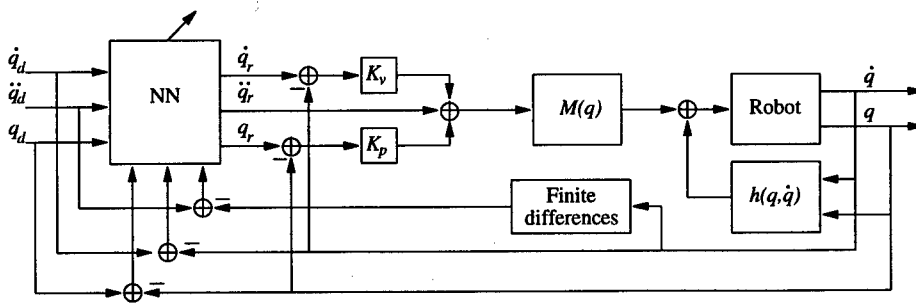 q̇_d
q̈_d
q_d
NN
q̇_r
q̈_r
q_r
−
−
K_v
K_p
M(q)
Robot
q̇
q
h(q,q̇)
Finite
differences
−
−
−